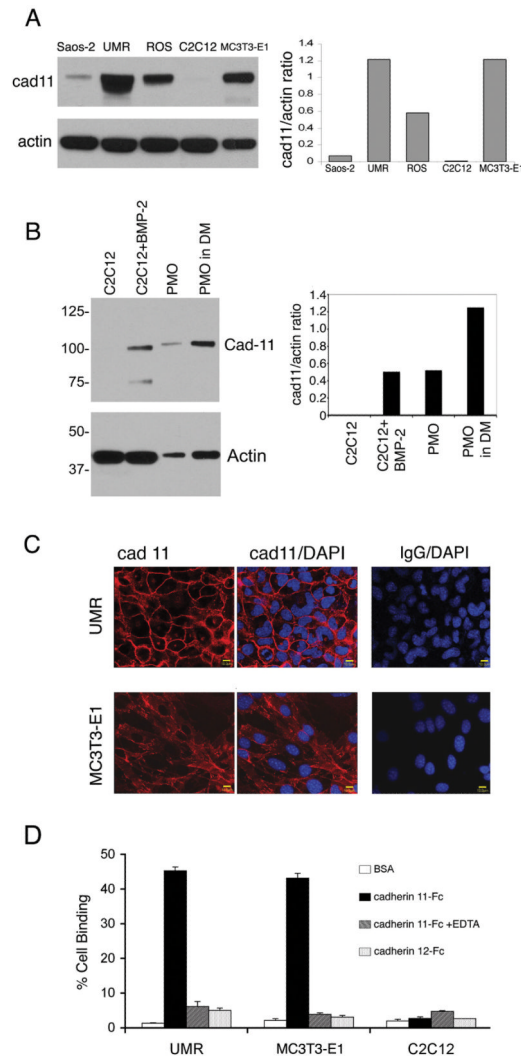 A
Saos-2 UMR ROS C2C12 MC3T3-E1
cad11
actin
cad11/actin ratio
1.4
1.2
1
0.8
0.6
0.4
0.2
0
Saos-2 UMR ROS C2C12 MC3T3-E1
B
C2C12
C2C12+BMP-2
PMO
PMO in DM
125-
100-
75-
Cad-11
50-
37-
Actin
cad11/actin ratio
1.4
1.2
1
0.8
0.6
0.4
0.2
0
C2C12
C2C12+
BMP-2
PMO
PMO
in DM
C
cad 11 cad11/DAPI IgG/DAPI
UMR
MC3T3-E1
D
% Cell Binding
50
40
30
20
10
0
BSA
cadherin 11-Fc
cadherin 11-Fc +EDTA
cadherin 12-Fc
UMR MC3T3-E1 C2C12